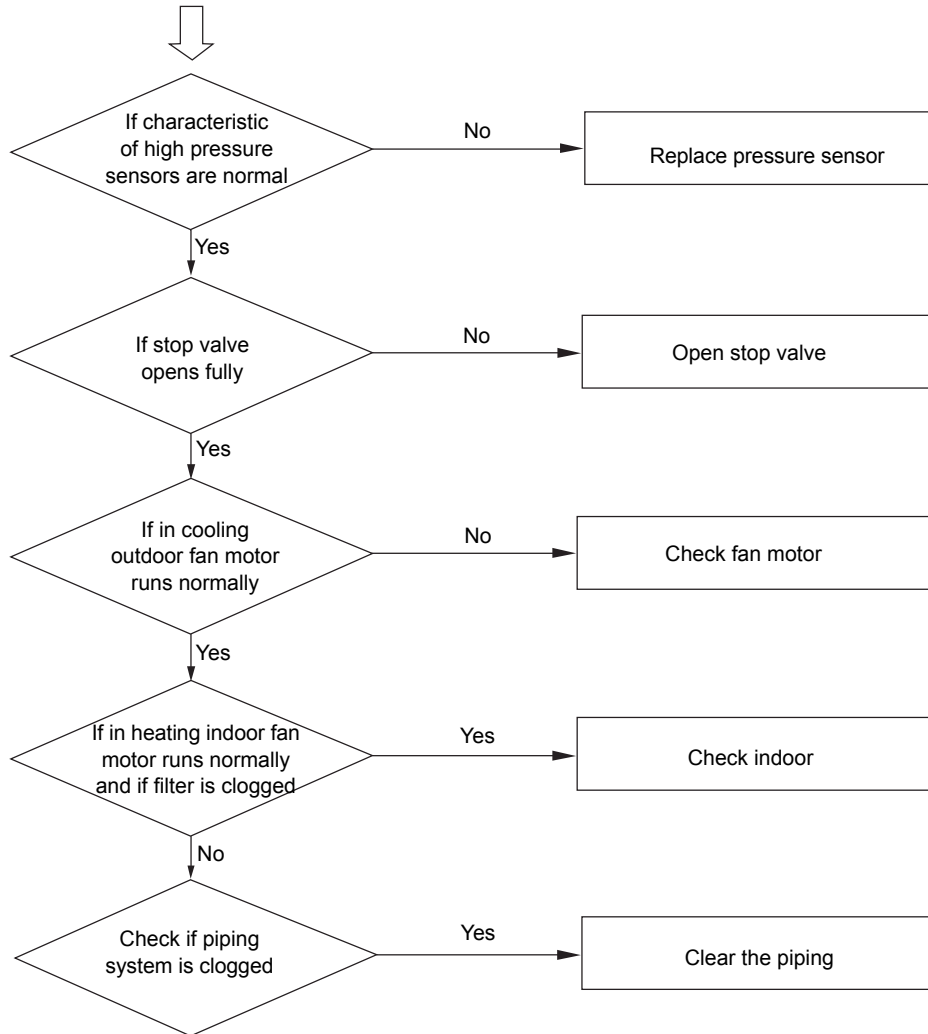 If characteristic
of high pressure
sensors are normal
No
Replace pressure sensor
Yes
If stop valve
opens fully
No
Open stop valve
Yes
If in cooling
outdoor fan motor
runs normally
No
Check fan motor
Yes
If in heating indoor fan
motor runs normally
and if filter is clogged
Yes
Check indoor
No
Check if piping
system is clogged
Yes
Clear the piping